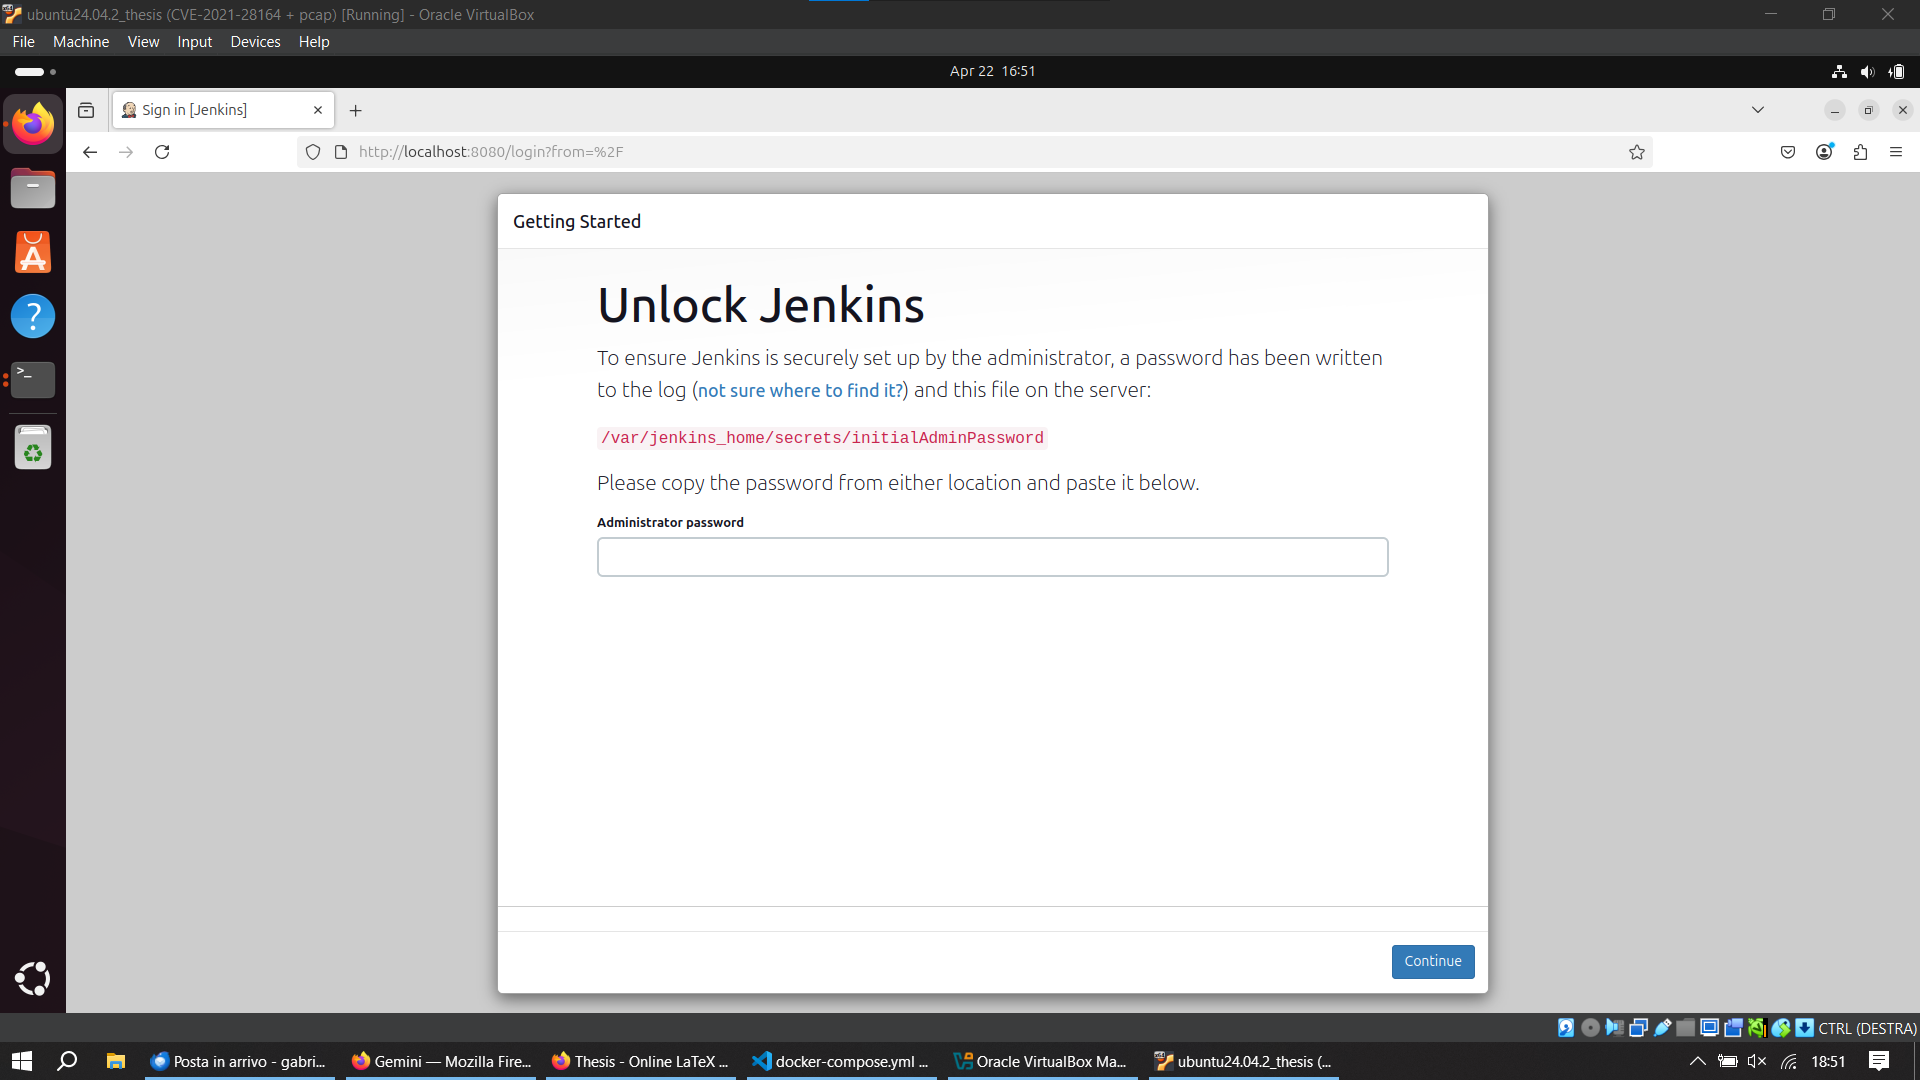 ubuntu24.04.2_thesis (CVE-2021-28164 + pcap) [Running] - Oracle VirtualBox
File Machine View Input Devices Help
Apr 22 16:51
Sign in [Jenkins]
http://localhost:8080/login?from=%2F
Getting Started
Unlock Jenkins
To ensure Jenkins is securely set up by the administrator, a password has been written
to the log (not sure where to find it?) and this file on the server:
/var/jenkins_home/secrets/initialAdminPassword
Please copy the password from either location and paste it below.
Administrator password
Continue
CTRL (DESTRA)
Posta in arrivo - gabri...
Gemini — Mozilla Fire...
Thesis - Online LaTeX ...
docker-compose.yml ...
Oracle VirtualBox Ma...
ubuntu24.04.2_thesis (...
18:51